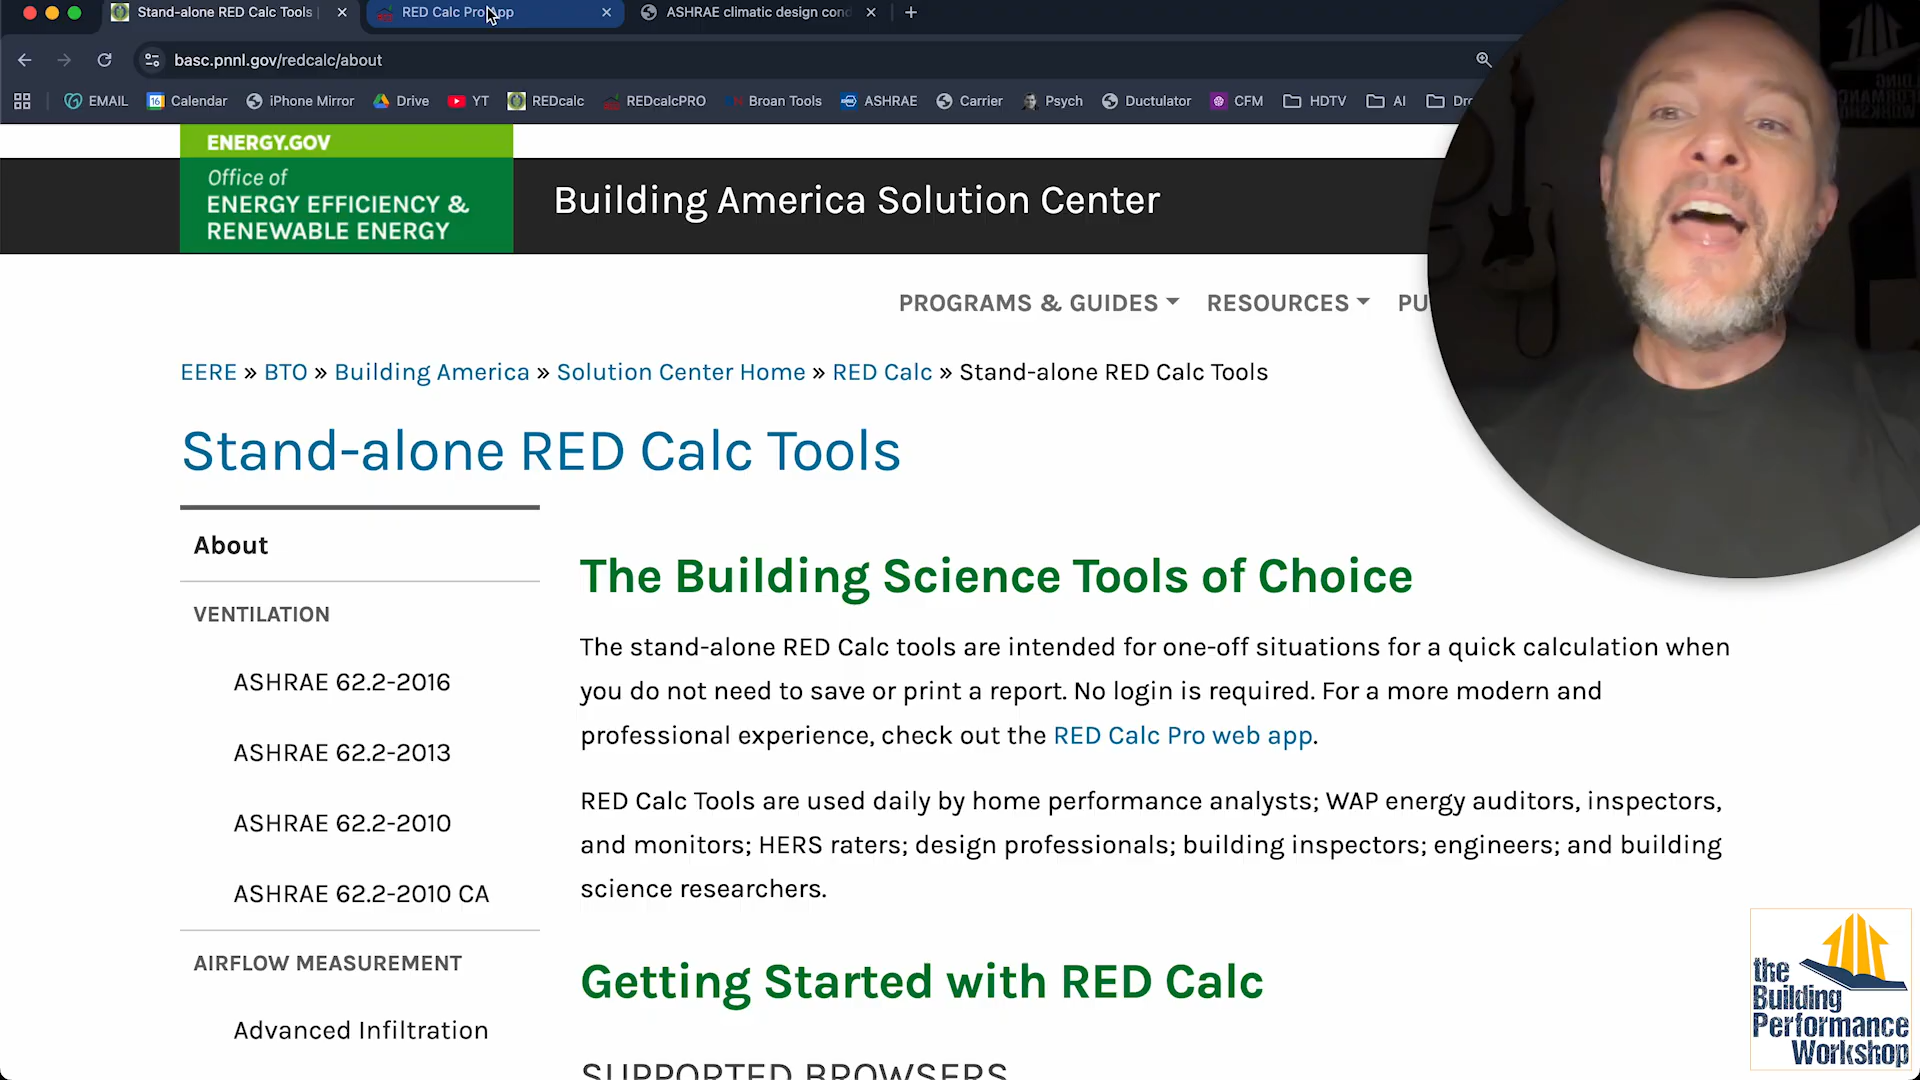 Stand-alone RED Calc Tools
RED Calc Pro App
ASHRAE climatic design cond
basc.pnnl.gov/redcalc/about
EMAIL
16
Calendar
iPhone Mirror
Drive
YT
REDcalc
REDcalcPRO
Broan Tools
ASHRAE
Carrier
Psych
Ductulator
CFM
HDTV
AI
ENERGY.GOV
Office of
ENERGY EFFICIENCY &
RENEWABLE ENERGY
Building America Solution Center
PROGRAMS & GUIDES
RESOURCES
PU
EERE » BTO » Building America » Solution Center Home » RED Calc » Stand-alone RED Calc Tools
Stand-alone RED Calc Tools
About
VENTILATION
ASHRAE 62.2-2016
ASHRAE 62.2-2013
ASHRAE 62.2-2010
ASHRAE 62.2-2010 CA
AIRFLOW MEASUREMENT
Advanced Infiltration
The Building Science Tools of Choice
The stand-alone RED Calc tools are intended for one-off situations for a quick calculation when
you do not need to save or print a report. No login is required. For a more modern and
professional experience, check out the RED Calc Pro web app.
RED Calc Tools are used daily by home performance analysts; WAP energy auditors, inspectors,
and monitors; HERS raters; design professionals; building inspectors; engineers; and building
science researchers.
Getting Started with RED Calc
SUPPORTED BROWSERS
the
Building
Performance
Workshop